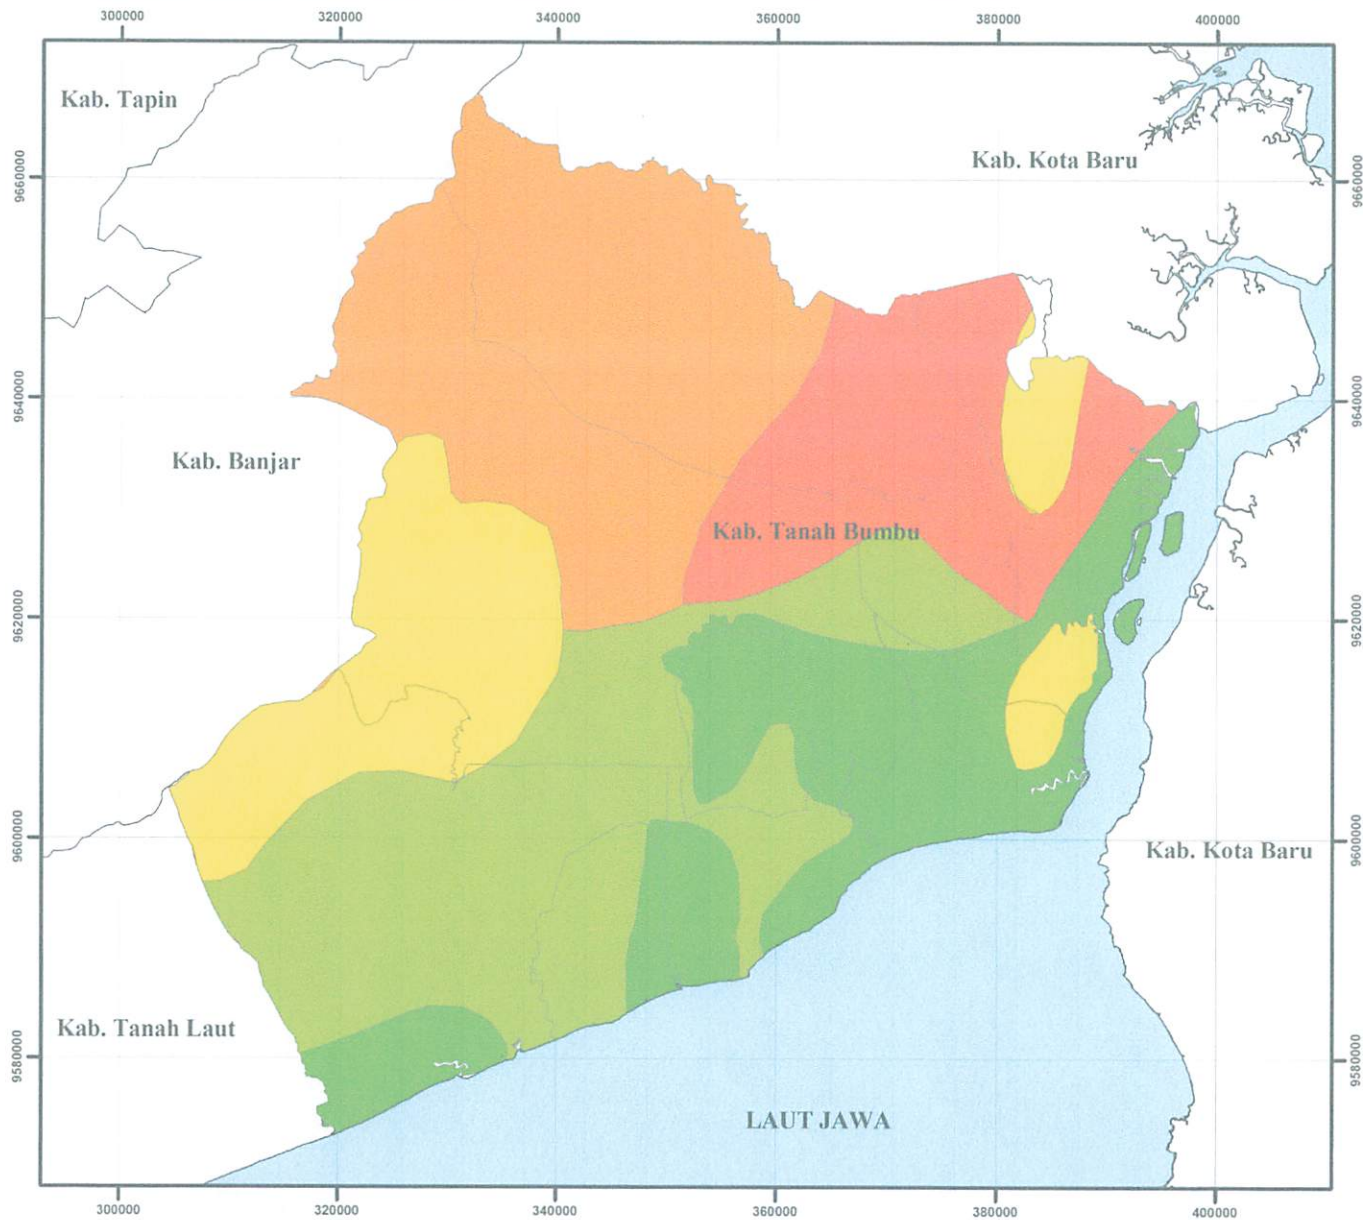 300000 320000 340000 360000 380000 400000
Kab. Tapin
Kab. Kota Baru
9660000 9660000
9640000 9640000
Kab. Banjar
Kab. Tanah Bumbu
9620000 9620000
9600000 9600000
Kab. Kota Baru
Kab. Tanah Laut
9580000 9580000
LAUT JAWA
300000 320000 340000 360000 380000 400000